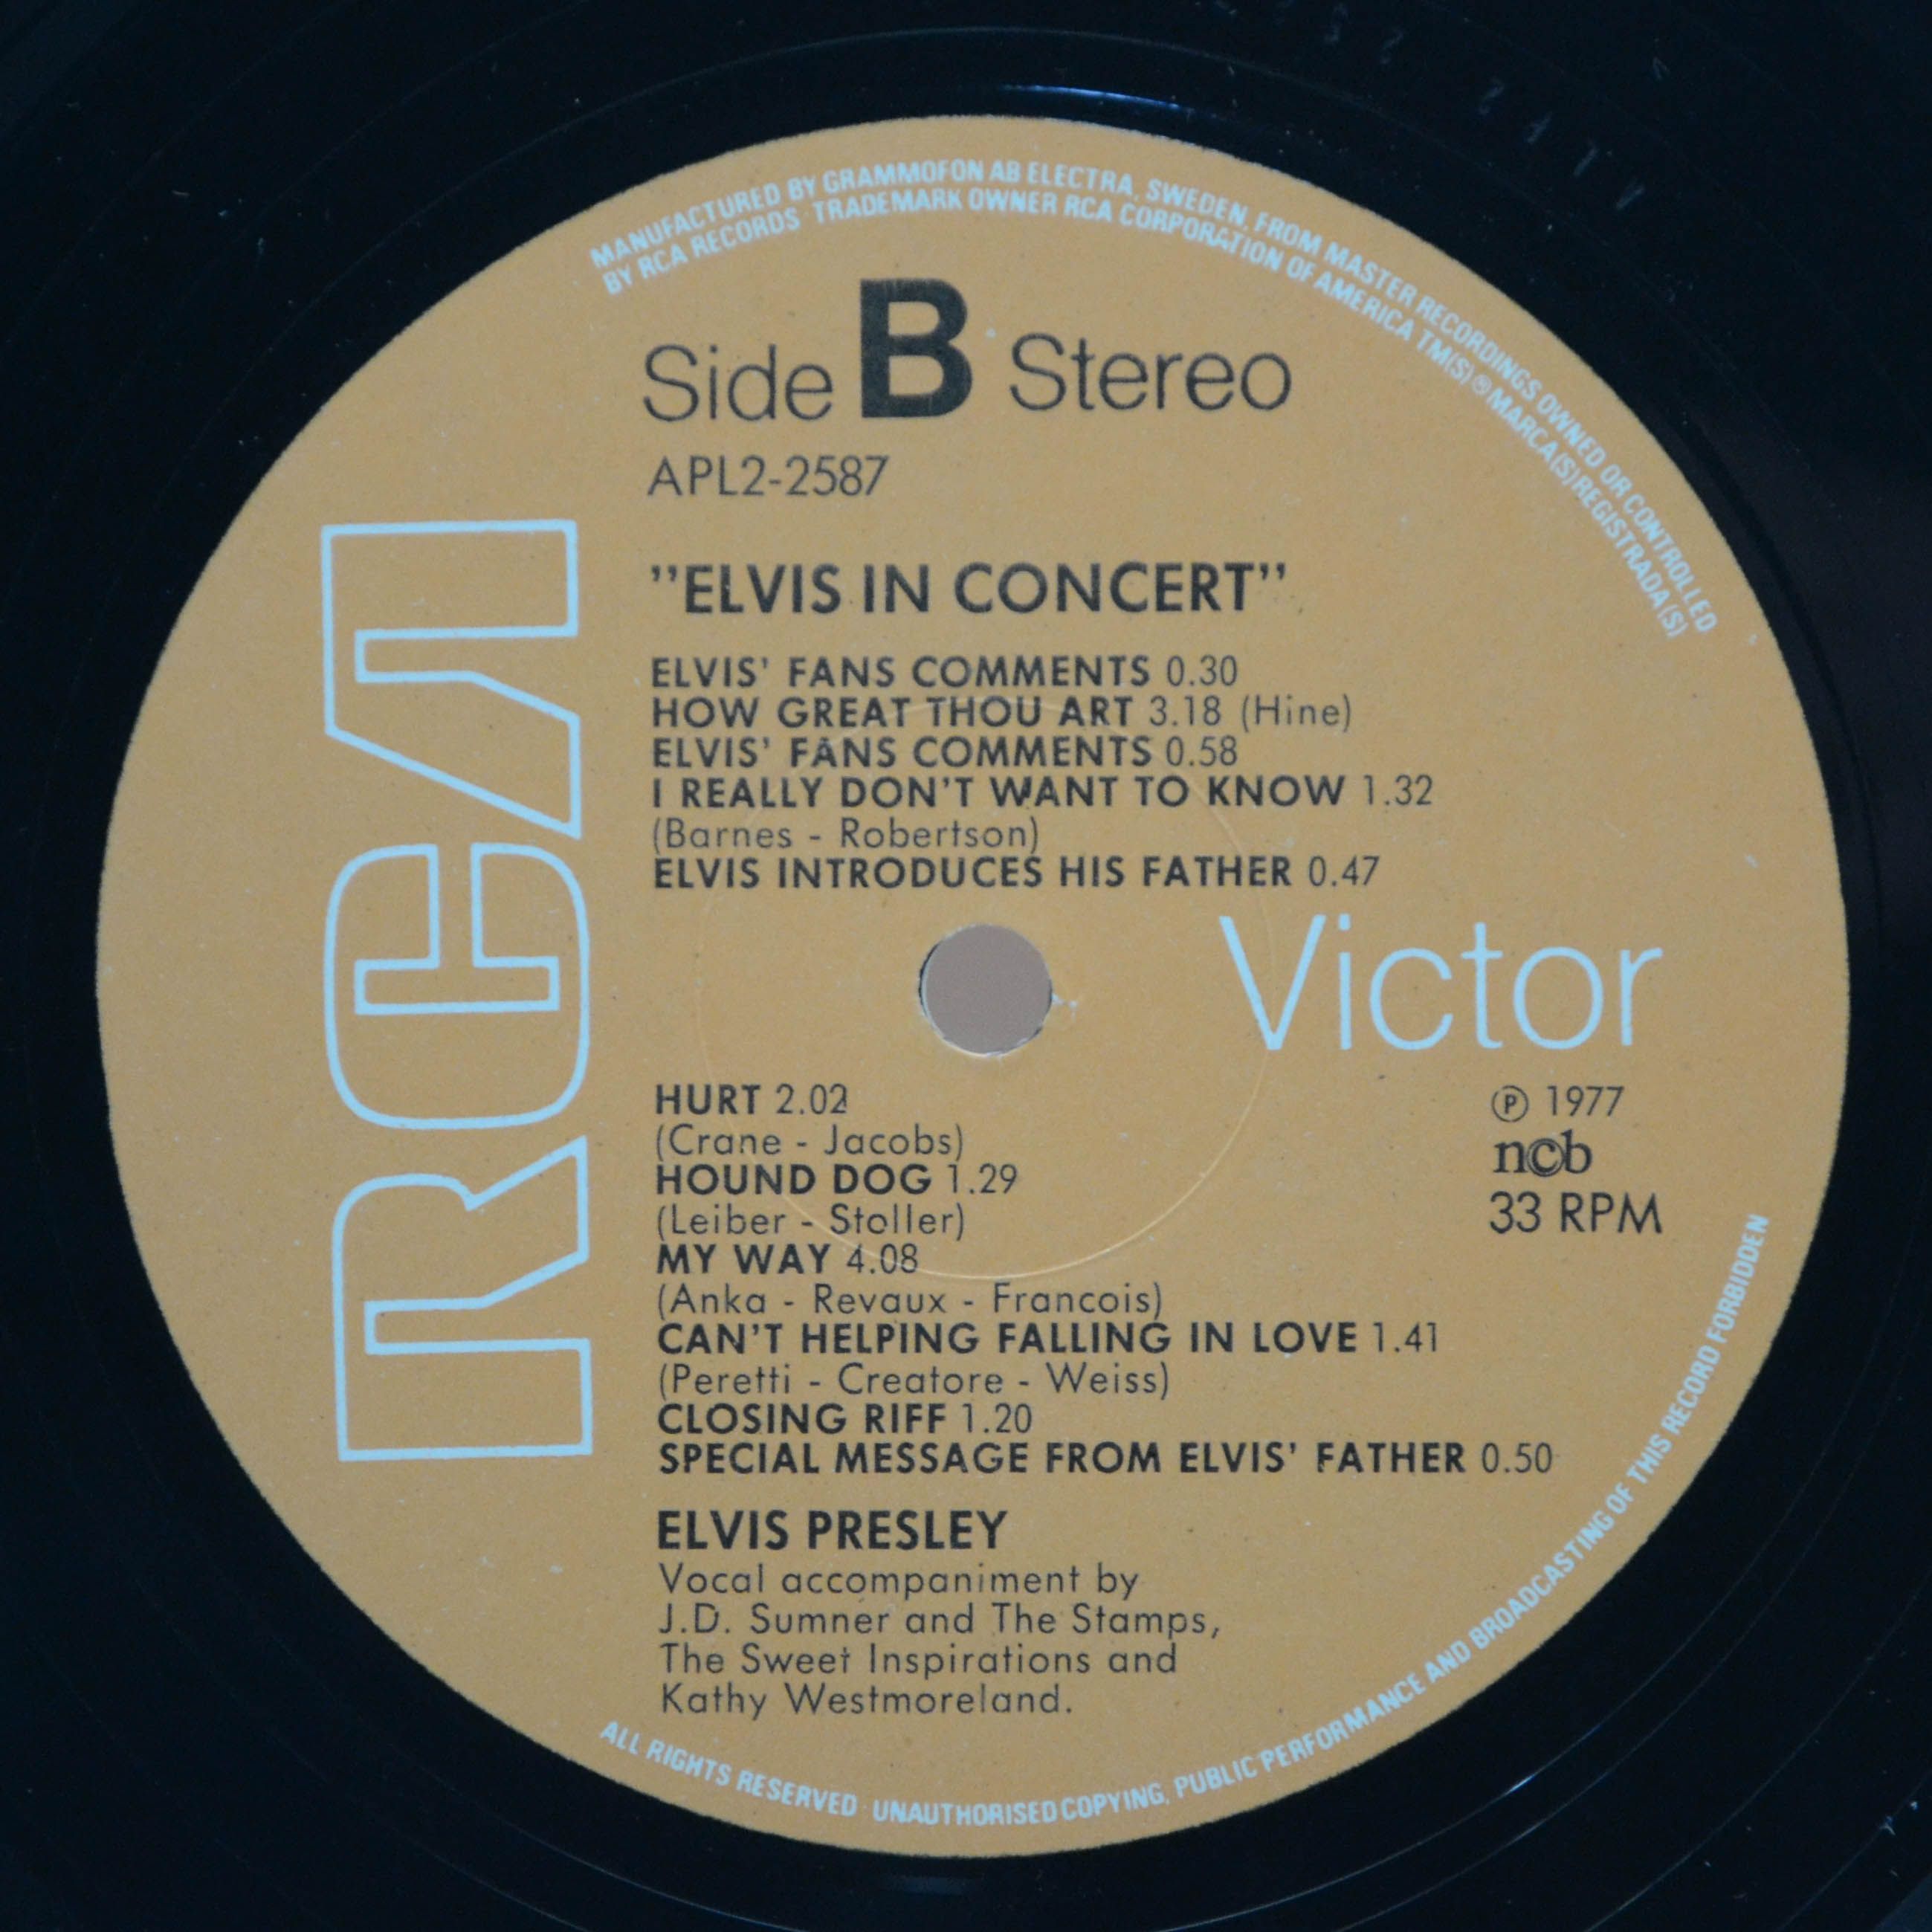 MANUFACTURED BY GRAMMOFON AB ELECTRA, SWEDEN, FROM MASTER RECORDINGS OWNED OR CONTROLLED
BY RCA RECORDS · TRADEMARK OWNER RCA CORPORATION OF AMERICA TM(S) ® MARCA(S) REGISTRADA(S)
Side B Stereo
APL2-2587
"ELVIS IN CONCERT"
ELVIS' FANS COMMENTS 0.30
HOW GREAT THOU ART 3.18 (Hine)
ELVIS' FANS COMMENTS 0.58
I REALLY DON'T WANT TO KNOW 1.32
(Barnes - Robertson)
ELVIS INTRODUCES HIS FATHER 0.47
RCA
Victor
HURT 2.02
(Crane - Jacobs)
HOUND DOG 1.29
(Leiber - Stoller)
MY WAY 4.08
(Anka - Revaux - Francois)
CAN'T HELPING FALLING IN LOVE 1.41
(Peretti - Creatore - Weiss)
CLOSING RIFF 1.20
SPECIAL MESSAGE FROM ELVIS' FATHER 0.50
℗ 1977
ncb
33 RPM
ELVIS PRESLEY
Vocal accompaniment by
J.D. Sumner and The Stamps,
The Sweet Inspirations and
Kathy Westmoreland.
ALL RIGHTS RESERVED · UNAUTHORISED COPYING, PUBLIC PERFORMANCE AND BROADCASTING OF THIS RECORD FORBIDDEN